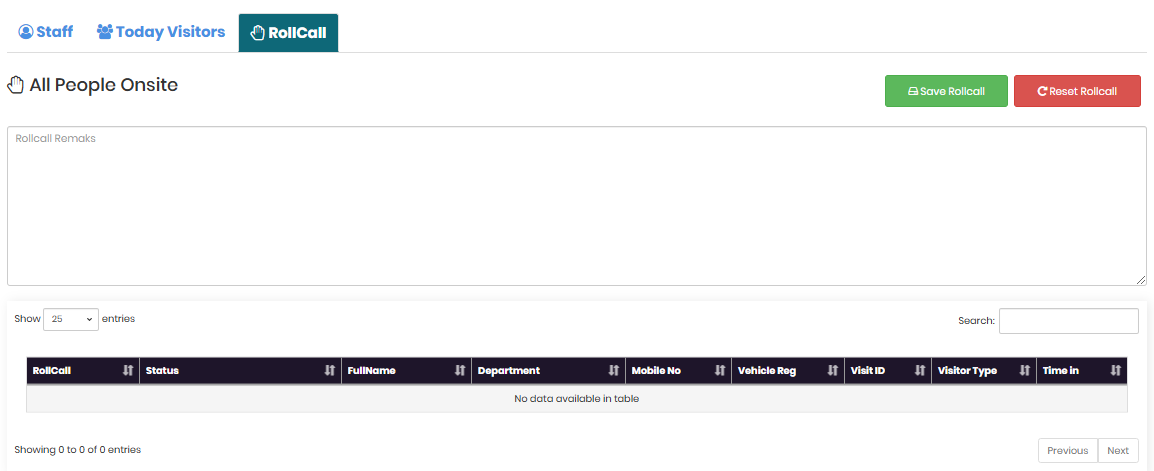 Staff Today Visitors RollCall
All People Onsite
Save Rollcall Reset Rollcall
Rollcall Remaks
Show 25 entries
Search:
RollCall Status FullName Department Mobile No Vehicle Reg Visit ID Visitor Type Time in
No data available in table
Showing 0 to 0 of 0 entries
Previous Next